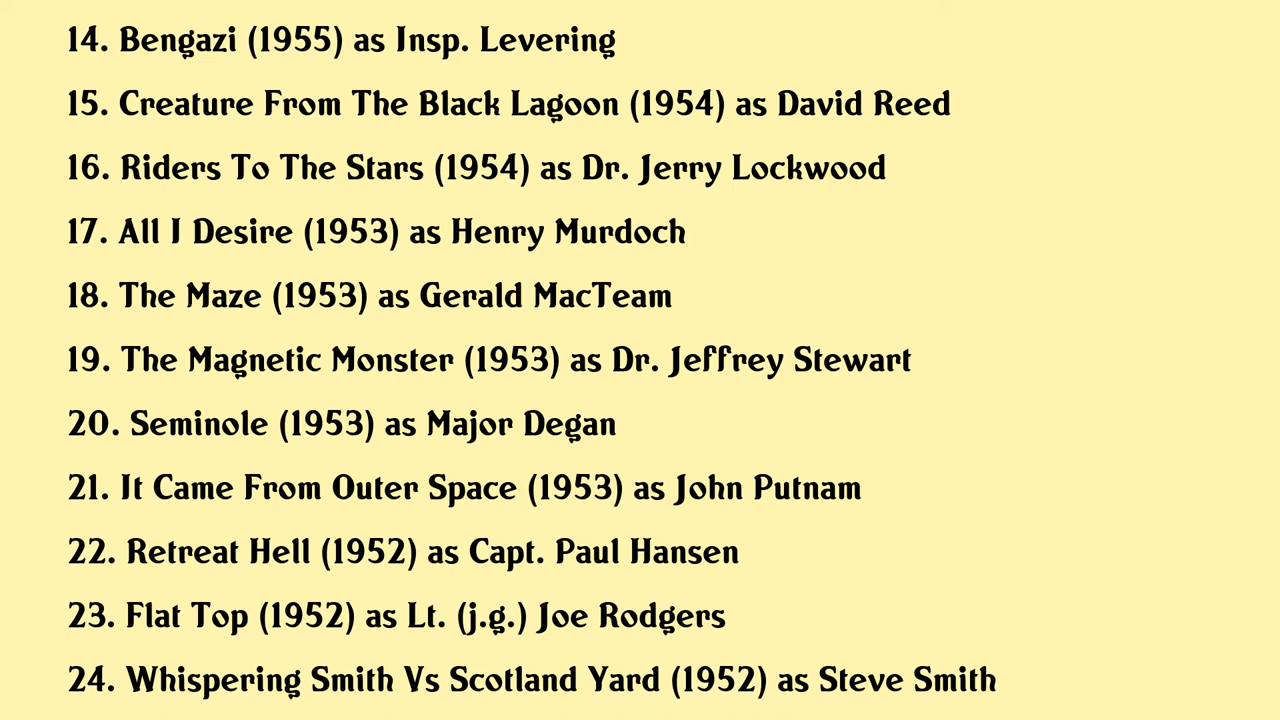 14. Bengazi (1955) as Insp. Levering
15. Creature From The Black Lagoon (1954) as David Reed
16. Riders To The Stars (1954) as Dr. Jerry Lockwood
17. All I Desire (1953) as Henry Murdoch
18. The Maze (1953) as Gerald MacTeam
19. The Magnetic Monster (1953) as Dr. Jeffrey Stewart
20. Seminole (1953) as Major Degan
21. It Came From Outer Space (1953) as John Putnam
22. Retreat Hell (1952) as Capt. Paul Hansen
23. Flat Top (1952) as Lt. (j.g.) Joe Rodgers
24. Whispering Smith Vs Scotland Yard (1952) as Steve Smith